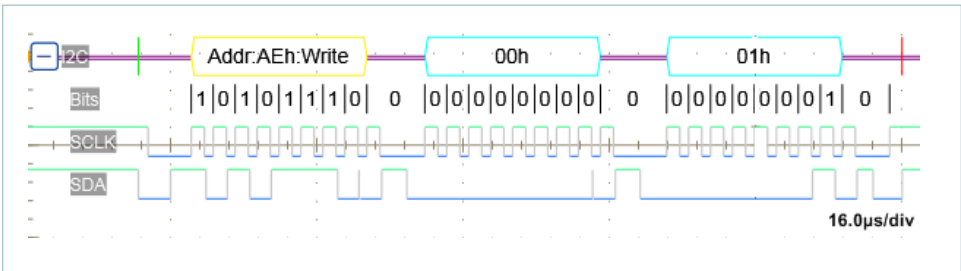 I2C Addr:AEh:Write 00h 01h
Bits 1 0 1 0 1 1 1 0 0 0 0 0 0 0 0 0 0 0 0 0 0 0 0 0 0 1 0
SCLK
SDA
16.0µs/div